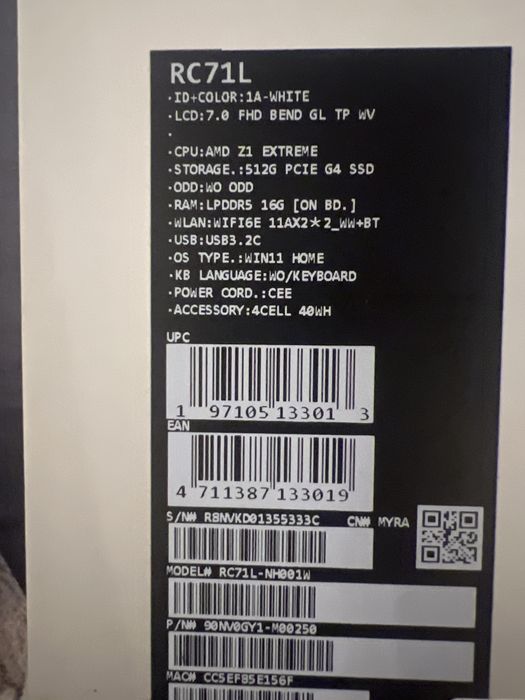 RC71L
·ID+COLOR:1A-WHITE
·LCD:7.0 FHD BEND GL TP WV
·
·CPU:AMD Z1 EXTREME
·STORAGE.:512G PCIE G4 SSD
·ODD:WO ODD
·RAM:LPDDR5 16G [ON BD.]
·WLAN:WIFI6E 11AX2*2_WW+BT
·USB:USB3.2C
·OS TYPE.:WIN11 HOME
·KB LANGUAGE:WO/KEYBOARD
·POWER CORD.:CEE
·ACCESSORY:4CELL 40WH
UPC
1 97105 13301 3
EAN
4 711387 133019
S/N# R8NVKD01355333C CN# MYRA
MODEL# RC71L-NH001W
P/N# 90NV0GY1-M00250
MAC# CC5EF85E156F